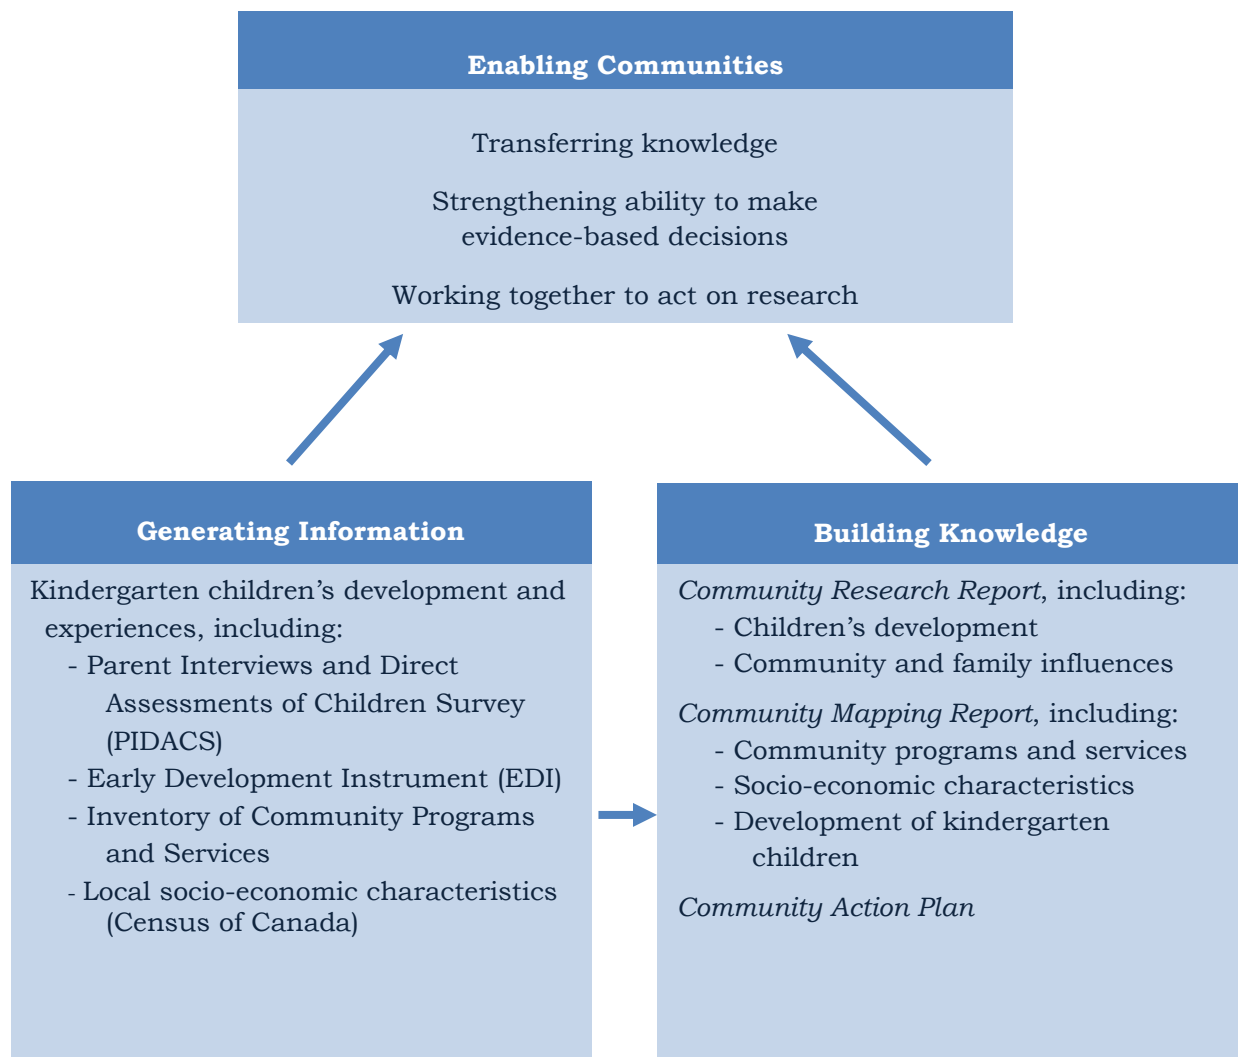 Enabling Communities
Transferring knowledge
Strengthening ability to make
evidence-based decisions
Working together to act on research
Generating Information
Kindergarten children’s development and
experiences, including:
- Parent Interviews and Direct
Assessments of Children Survey
(PIDACS)
- Early Development Instrument (EDI)
- Inventory of Community Programs
and Services
- Local socio-economic characteristics
(Census of Canada)
Building Knowledge
Community Research Report, including:
- Children’s development
- Community and family influences
Community Mapping Report, including:
- Community programs and services
- Socio-economic characteristics
- Development of kindergarten
children
Community Action Plan